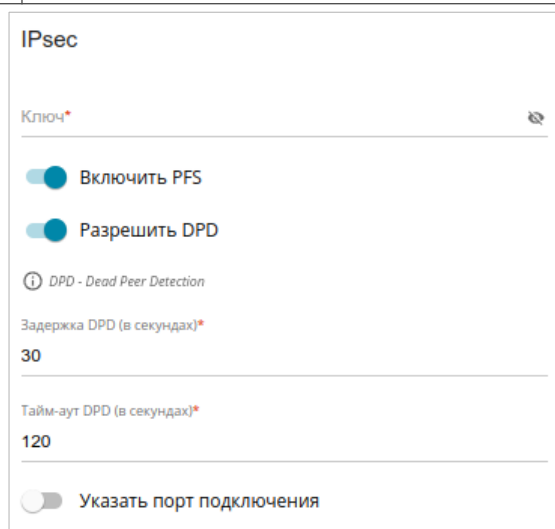 IPsec
Ключ*
Включить PFS
Разрешить DPD
DPD - Dead Peer Detection
Задержка DPD (в секундах)*
30
Тайм-аут DPD (в секундах)*
120
Указать порт подключения